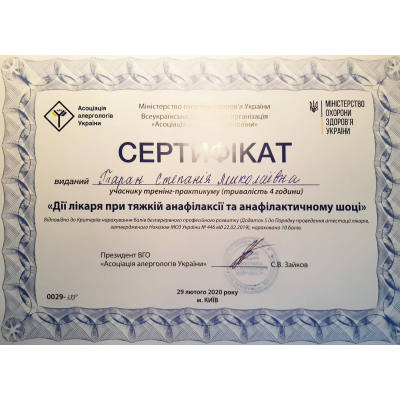 Асоціація
алергологів
України
Міністерство охорони здоров'я України
Всеукраїнська організація
«Асоціація України»
МІНІСТЕРСТВО
ОХОРОНИ
ЗДОРОВ'Я
УКРАЇНИ
СЕРТИФІКАТ
виданий Таран Степанія Миколаївна
учаснику тренінг-практикуму (тривалість 4 години)
«Дії лікаря при тяжкій анафілаксії та анафілактичному шоці»
Відповідно до Критеріїв нарахування балів безперервного професійного розвитку (Додаток 5 до Порядку проведення атестації лікарів,
затвердженого Наказом МОЗ України № 446 від 22.02.2019), нараховано 10 балів.
Президент ВГО
«Асоціація алергологів України»
С.В. Зайков
0029-
29 лютого 2020 року
м. КИЇВ